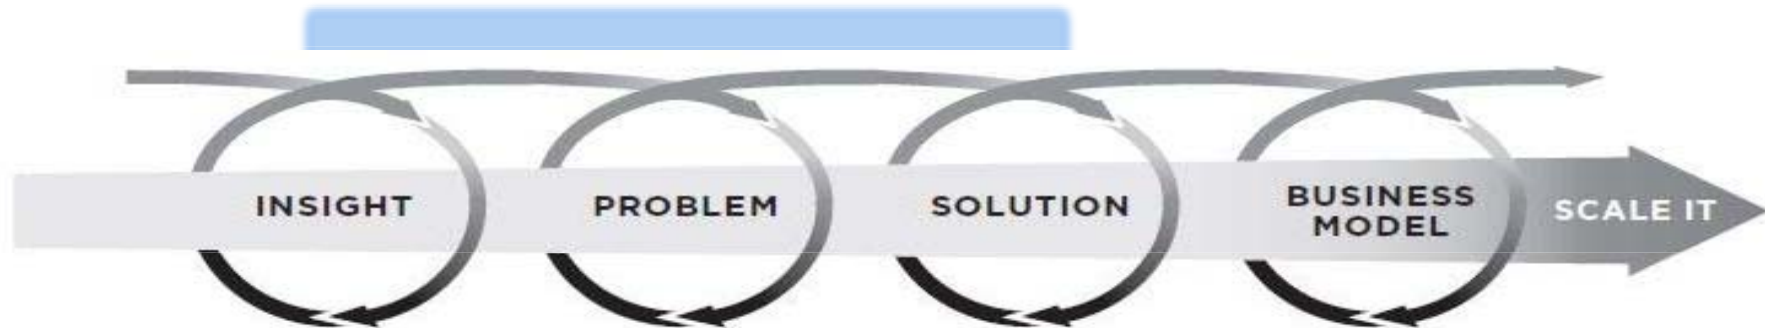 INSIGHT
PROBLEM
SOLUTION
BUSINESS
MODEL
SCALE IT